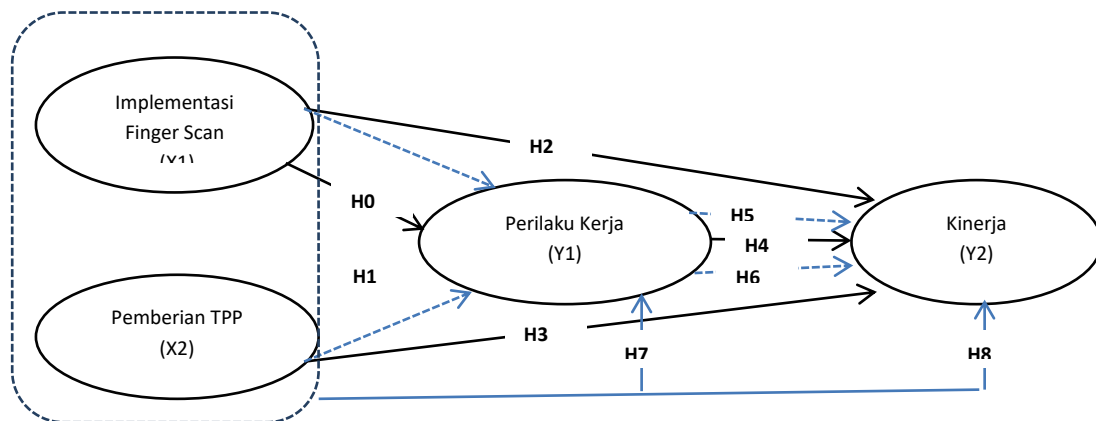 Implementasi
Finger Scan
(X1)
H2
H0
Perilaku Kerja
(Y1)
H5
H4
H6
Kinerja
(Y2)
H1
Pemberian TPP
(X2)
H3
H7
H8